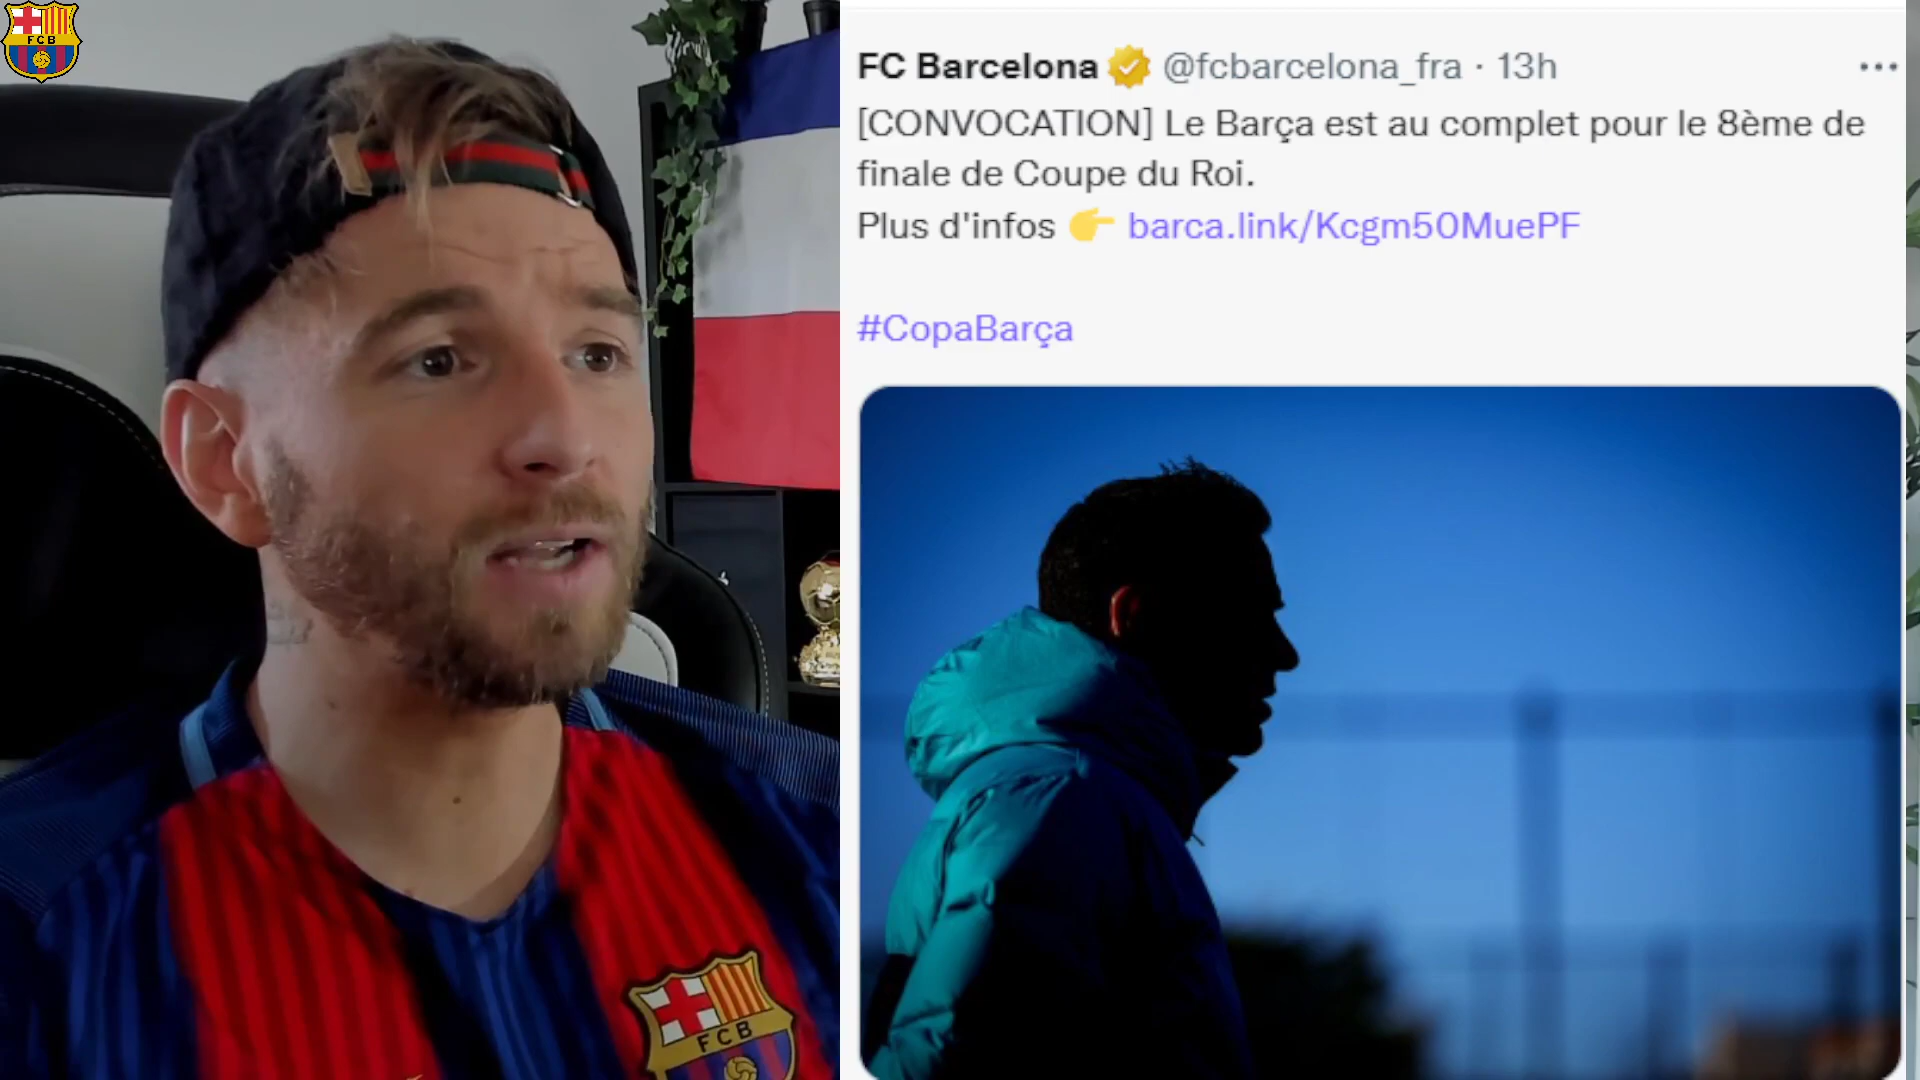 FCB
FC Barcelona @fcbarcelona_fra · 13h
[CONVOCATION] Le Barça est au complet pour le 8ème de
finale de Coupe du Roi.
Plus d'infos 👉 barca.link/Kcgm50MuePF
#CopaBarça
FCB